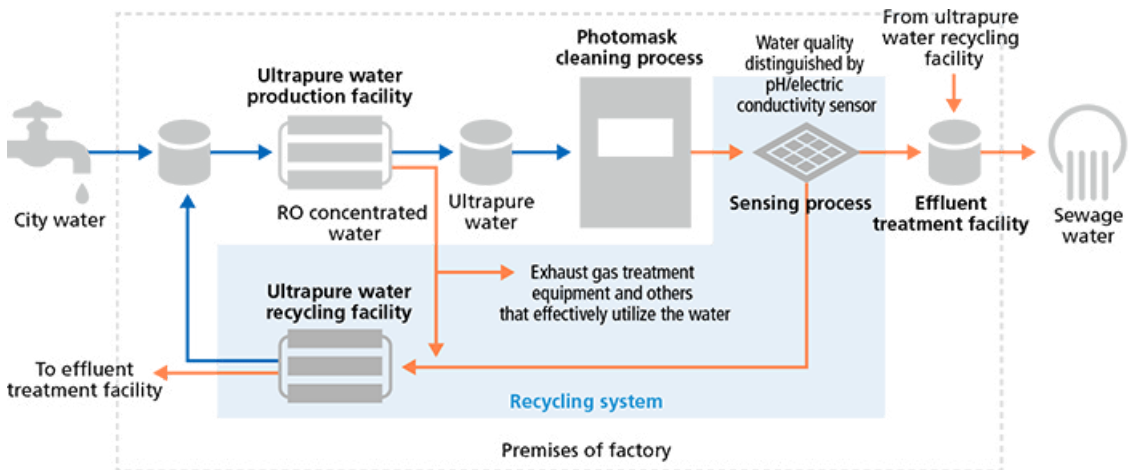 Photomask
cleaning process
Water quality
distinguished by
pH/electric
conductivity sensor
From ultrapure
water recycling
facility
Ultrapure water
production facility
City water
RO concentrated
water
Ultrapure
water
Sensing process
Effluent
treatment facility
Sewage
water
Exhaust gas treatment
equipment and others
that effectively utilize the water
Ultrapure water
recycling facility
To effluent
treatment facility
Recycling system
Premises of factory